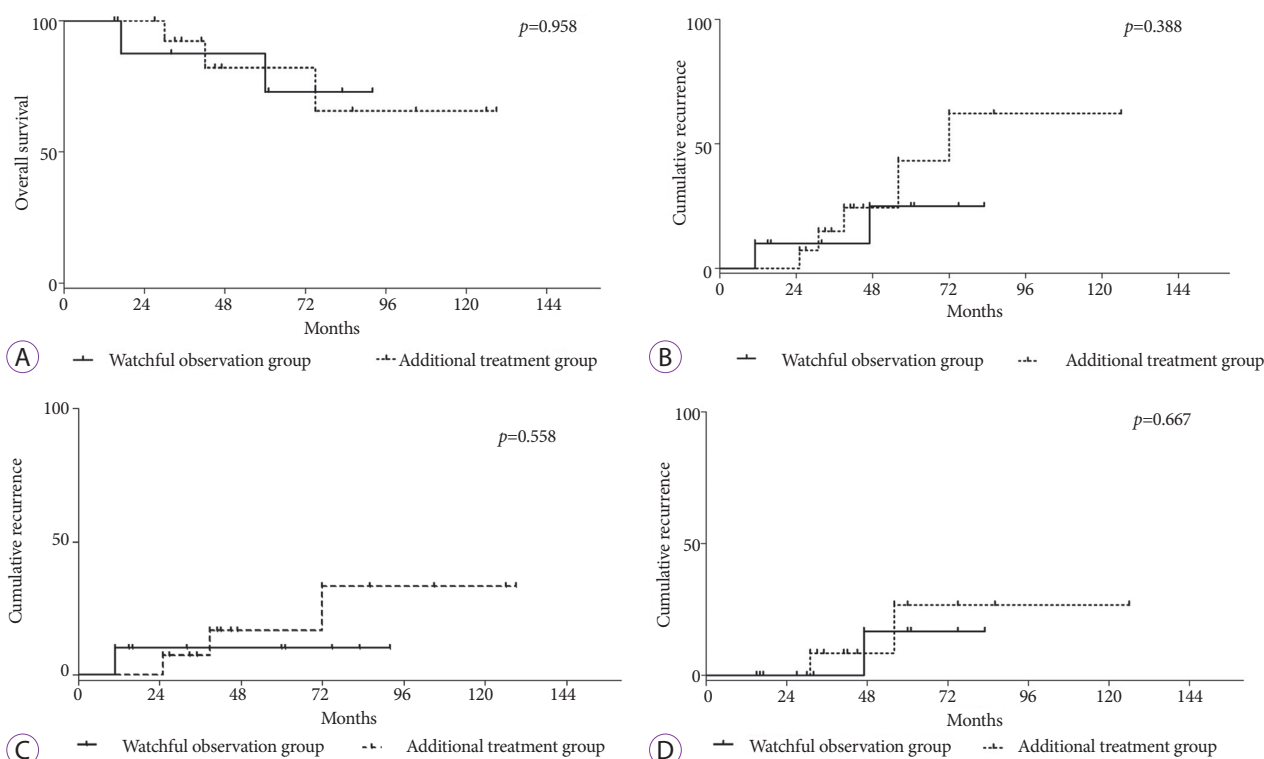 100
50
0
Overall survival
p=0.958
0 24 48 72 96 120 144
Months
A Watchful observation group Additional treatment group
100
50
0
Cumulative recurrence
p=0.388
0 24 48 72 96 120 144
Months
B Watchful observation group Additional treatment group
100
50
0
Cumulative recurrence
p=0.558
0 24 48 72 96 120 144
Months
C Watchful observation group Additional treatment group
100
50
0
Cumulative recurrence
p=0.667
0 24 48 72 96 120 144
Months
D Watchful observation group Additional treatment group